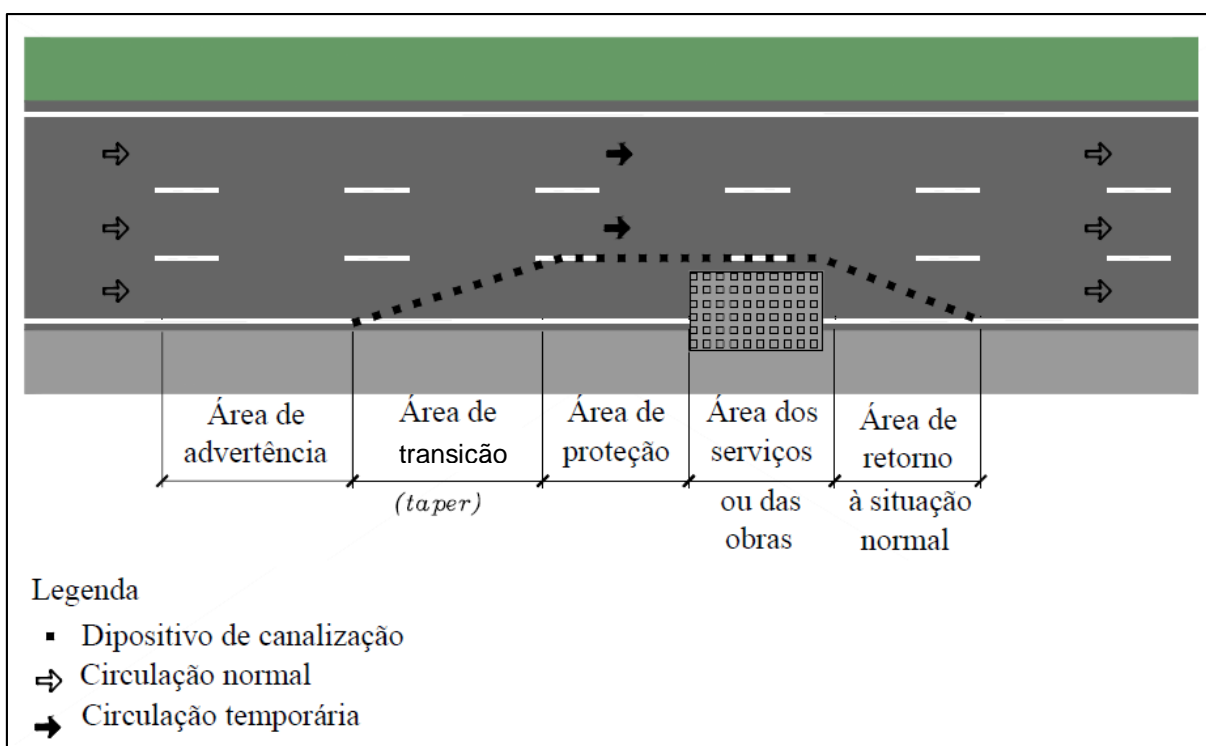 Área de
advertência
Área de
transicão
(taper)
Área de
proteção
Área dos
serviços
ou das
obras
Área de
retorno
à situação
normal
Legenda
Dipositivo de canalização
Circulação normal
Circulação temporária